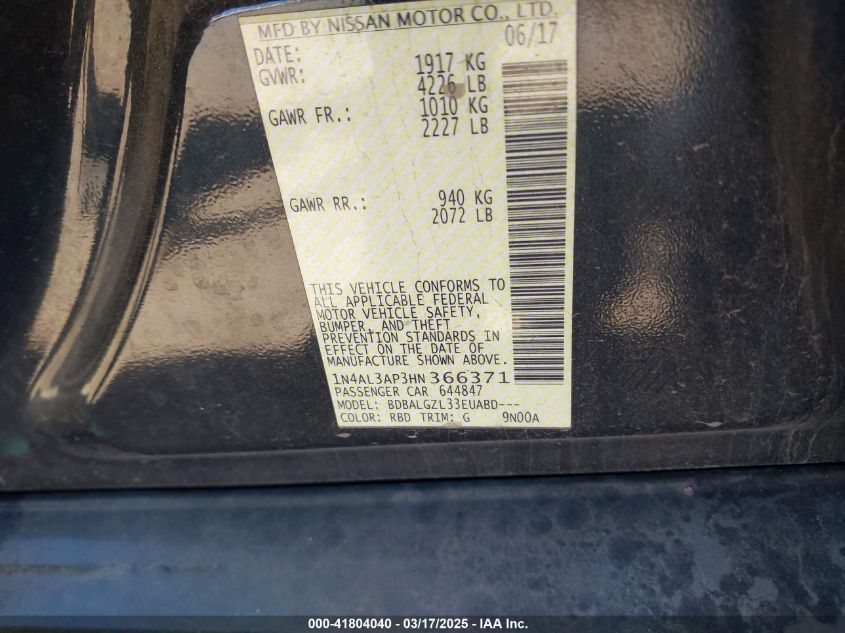 MFD BY NISSAN MOTOR CO., LTD.
DATE: 06/17
GVWR: 1917 KG
4226 LB
GAWR FR.: 1010 KG
2227 LB
GAWR RR.: 940 KG
2072 LB
THIS VEHICLE CONFORMS TO
ALL APPLICABLE FEDERAL
MOTOR VEHICLE SAFETY,
BUMPER, AND THEFT
PREVENTION STANDARDS IN
EFFECT ON THE DATE OF
MANUFACTURE SHOWN ABOVE.
1N4AL3AP3HN366371
PASSENGER CAR 644847
MODEL: BDBALGZL33EUABD---
COLOR: RBD TRIM: G 9N00A
000-41804040 - 03/17/2025 - IAA Inc.